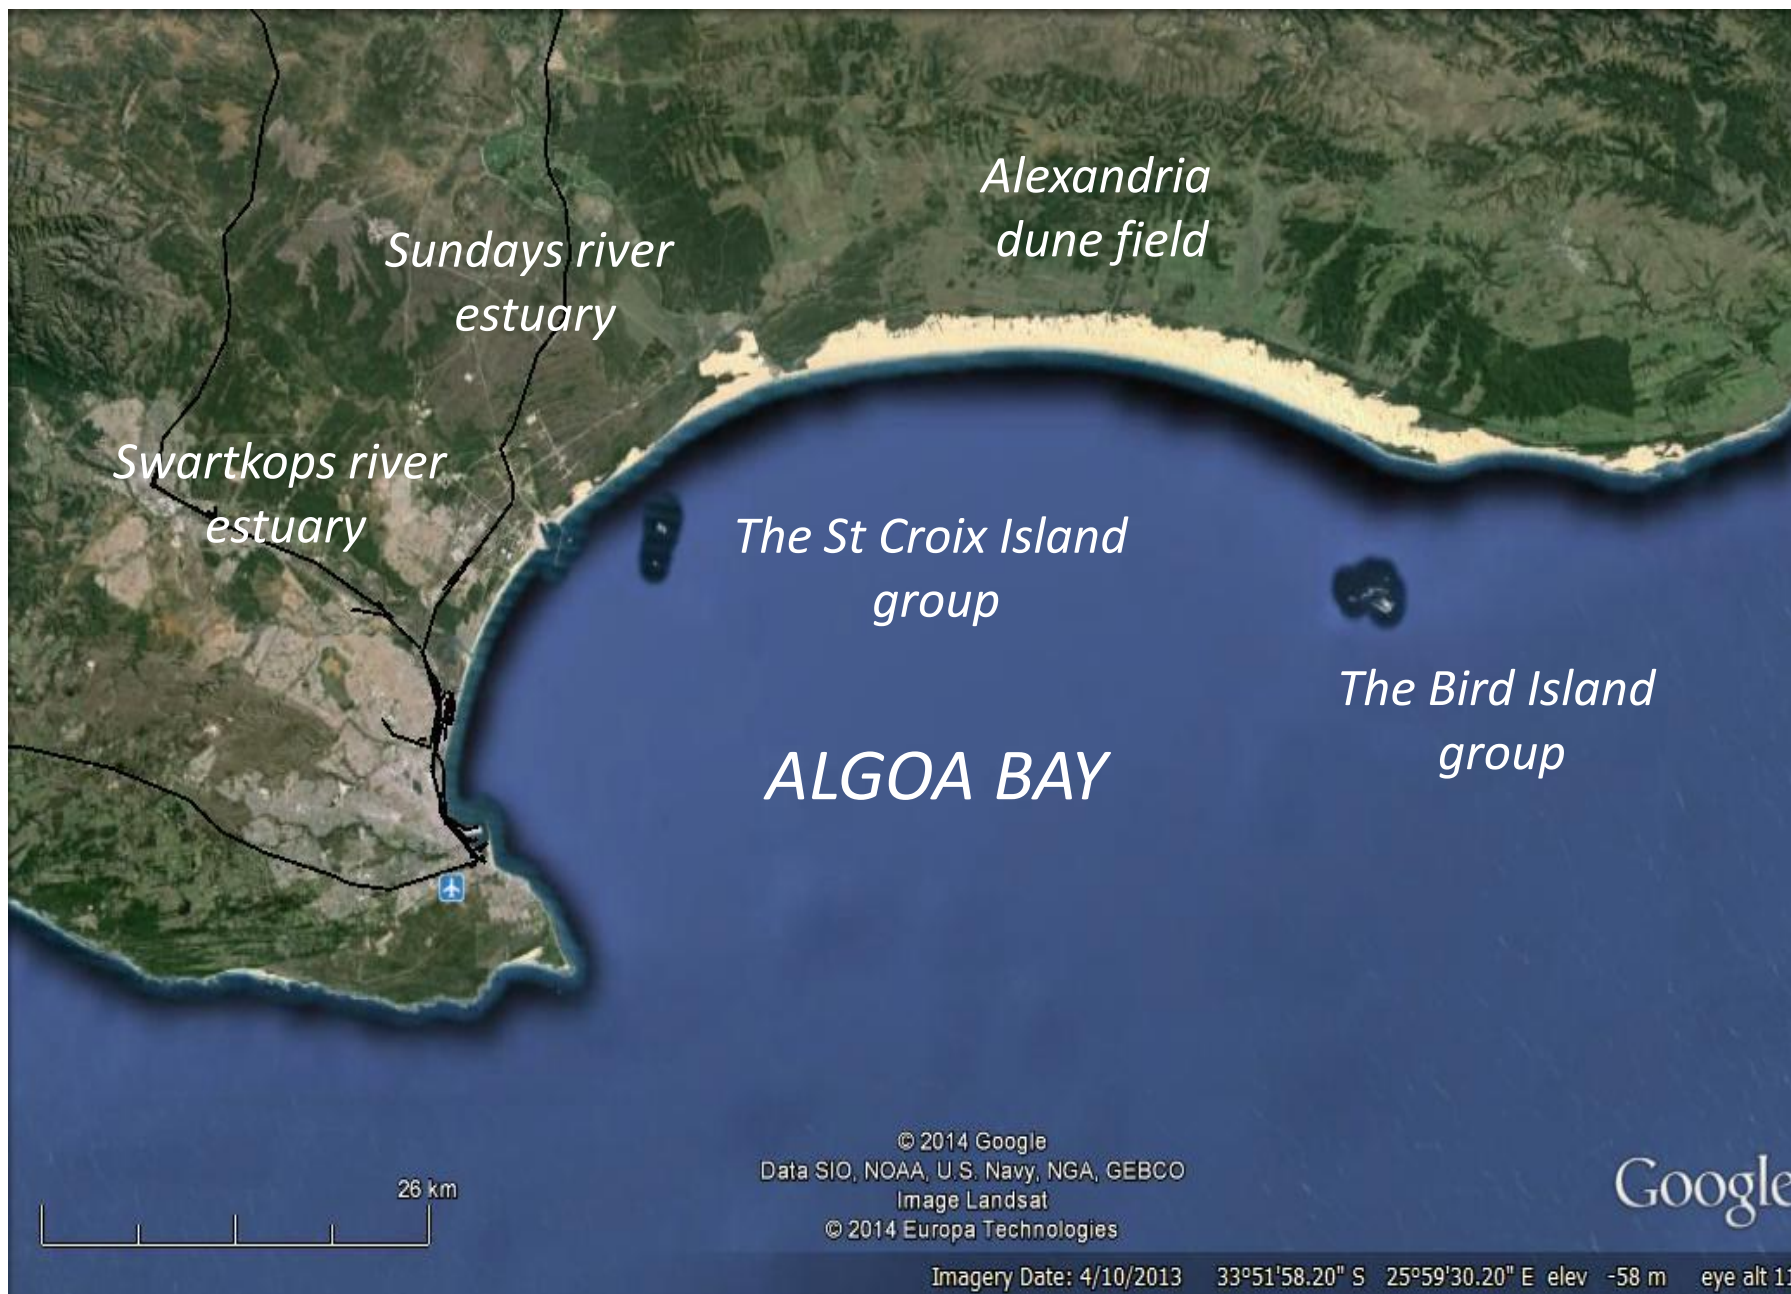 Alexandria
dune field
Sundays river
estuary
Swartkops river
estuary
The St Croix Island
group
The Bird Island
group
ALGOA BAY
© 2014 Google
Data SIO, NOAA, U.S. Navy, NGA, GEBCO
Image Landsat
© 2014 Europa Technologies
26 km
Google
Imagery Date: 4/10/2013 33°51'58.20" S 25°59'30.20" E elev -58 m eye alt